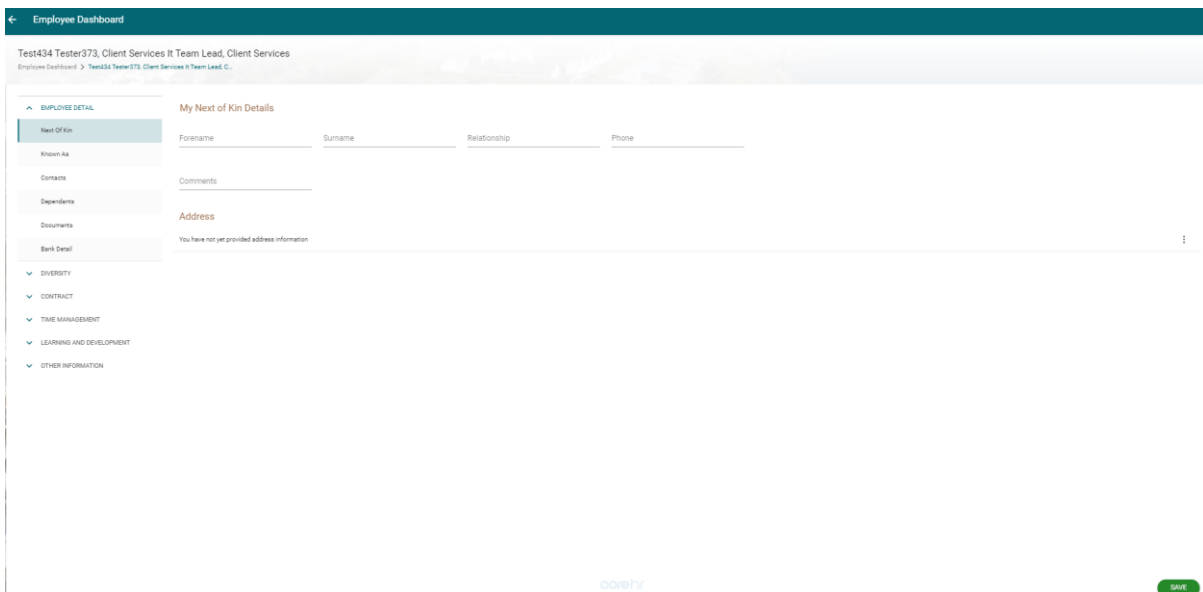 Employee Dashboard
Test434 Tester373, Client Services It Team Lead, Client Services
Employee Dashboard > Test434 Tester373, Client Services It Team Lead, C...
EMPLOYEE DETAIL
Next Of Kin
Known As
Contacts
Dependents
Documents
Bank Detail
DIVERSITY
CONTRACT
TIME MANAGEMENT
LEARNING AND DEVELOPMENT
OTHER INFORMATION
My Next of Kin Details
Forename Surname Relationship Phone
Comments
Address
You have not yet provided address information
corehr
SAVE